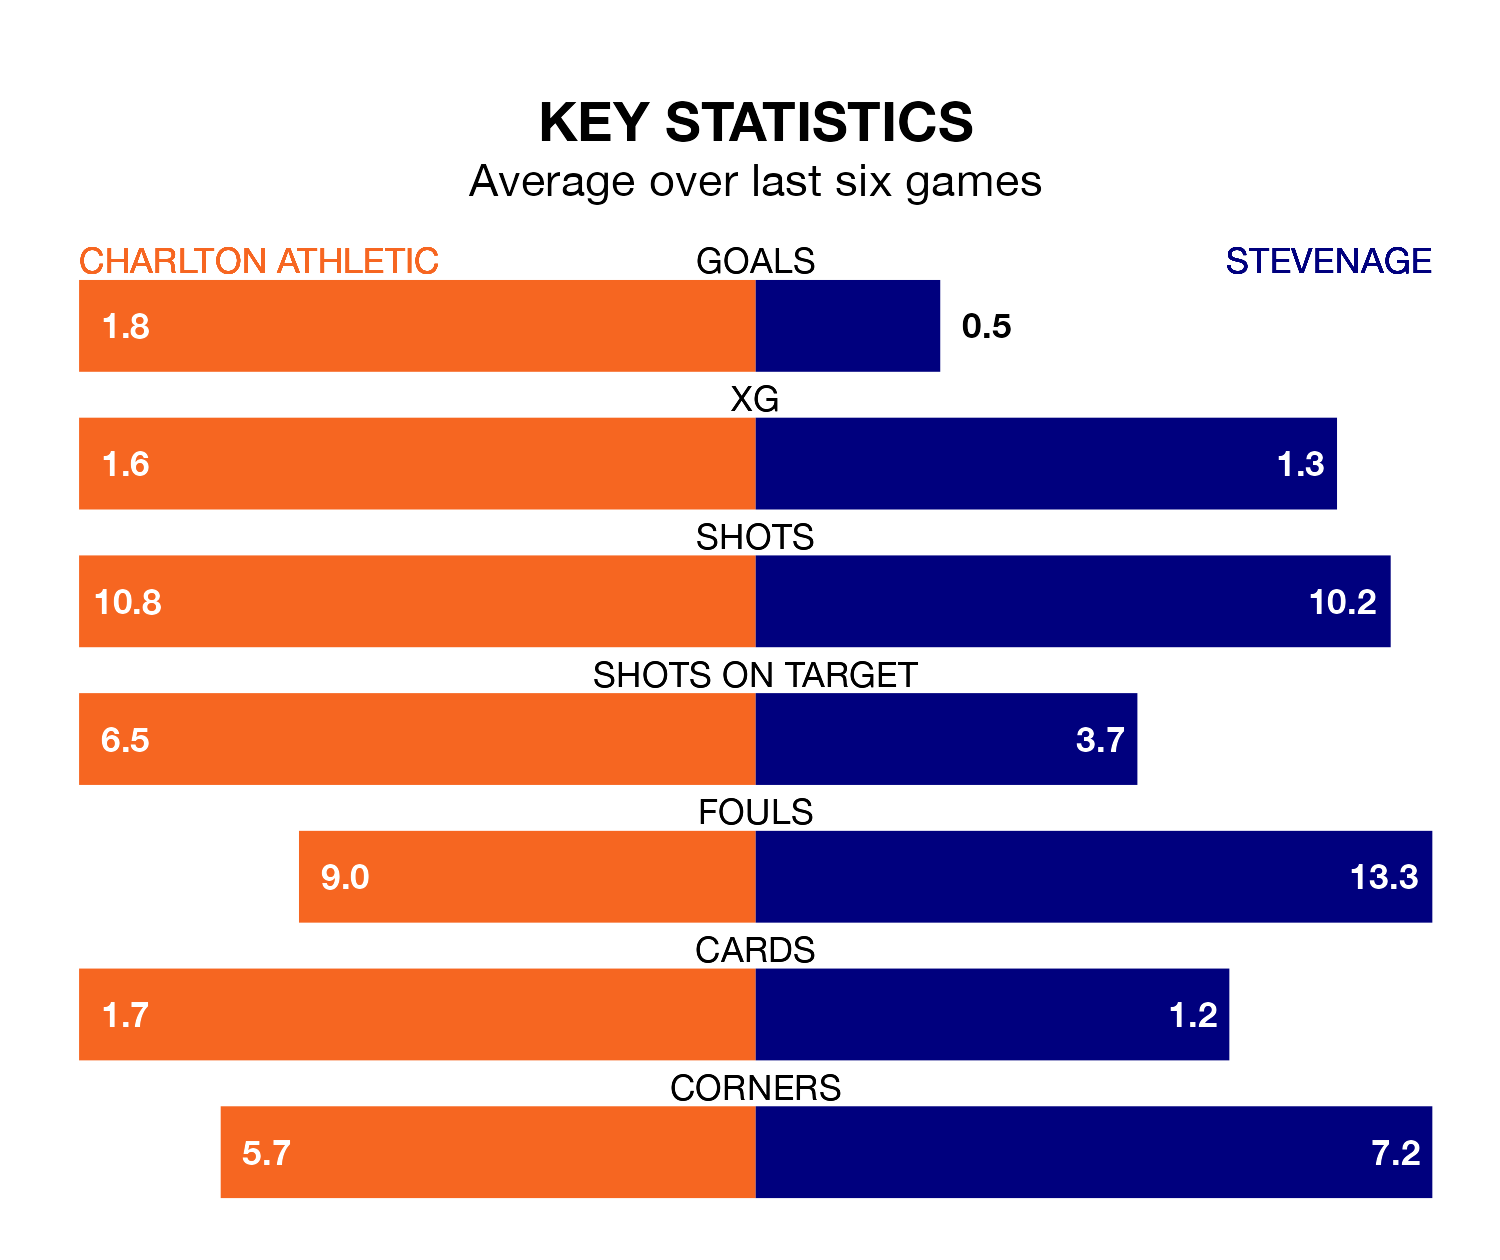 KEY STATISTICS
Average over last six games
CHARLTON ATHLETIC GOALS STEVENAGE
1.8 0.5
XG
1.6 1.3
SHOTS
10.8 10.2
SHOTS ON TARGET
6.5 3.7
FOULS
9.0 13.3
CARDS
1.7 1.2
CORNERS
5.7 7.2